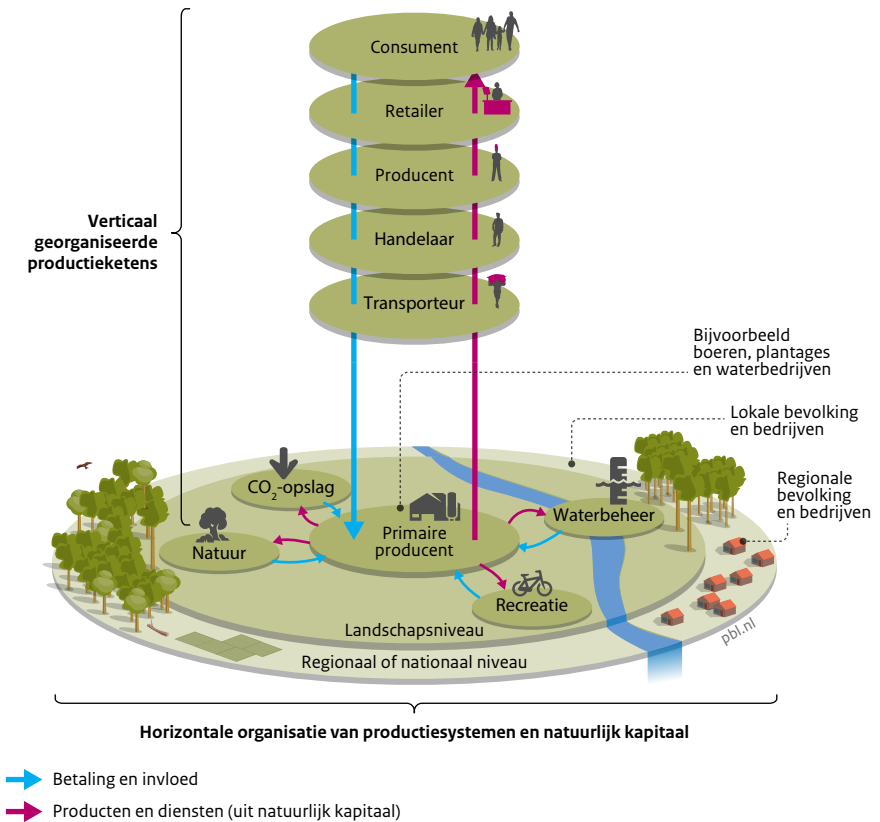 Consument
Retailer
Producent
Handelaar
Transporteur
Verticaal
georganiseerde
productieketens
Bijvoorbeeld
boeren, plantages
en waterbedrijven
Lokale bevolking
en bedrijven
Regionale
bevolking
en bedrijven
CO₂-opslag
Natuur
Primaire
producent
Waterbeheer
Recreatie
Landschapsniveau
Regionaal of nationaal niveau
pbl.nl
Horizontale organisatie van productiesystemen en natuurlijk kapitaal
Betaling en invloed
Producten en diensten (uit natuurlijk kapitaal)